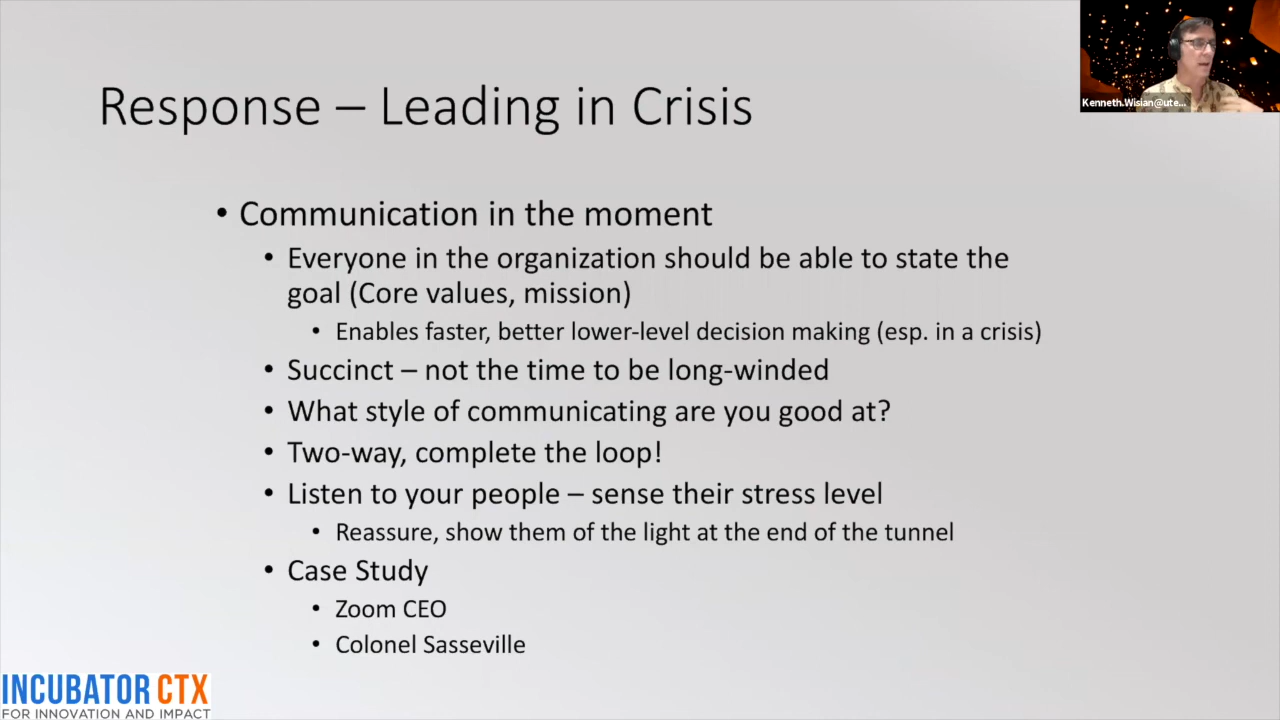 Kenneth.Wisian@ute...
Response – Leading in Crisis
• Communication in the moment
• Everyone in the organization should be able to state the
goal (Core values, mission)
• Enables faster, better lower-level decision making (esp. in a crisis)
• Succinct – not the time to be long-winded
• What style of communicating are you good at?
• Two-way, complete the loop!
• Listen to your people – sense their stress level
• Reassure, show them of the light at the end of the tunnel
• Case Study
• Zoom CEO
• Colonel Sasseville
INCUBATOR CTX
FOR INNOVATION AND IMPACT